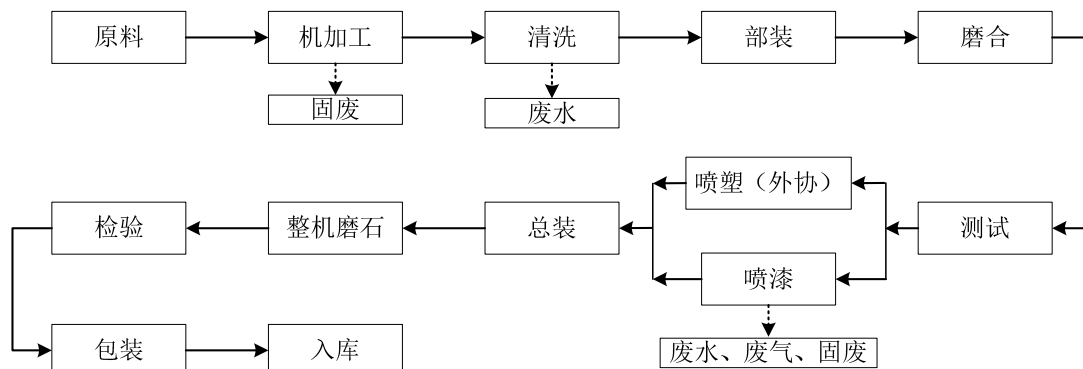 原料
机加工
清洗
部装
磨合
固废
废水
喷塑（外协）
检验
整机磨石
总装
测试
喷漆
包装
入库
废水、废气、固废